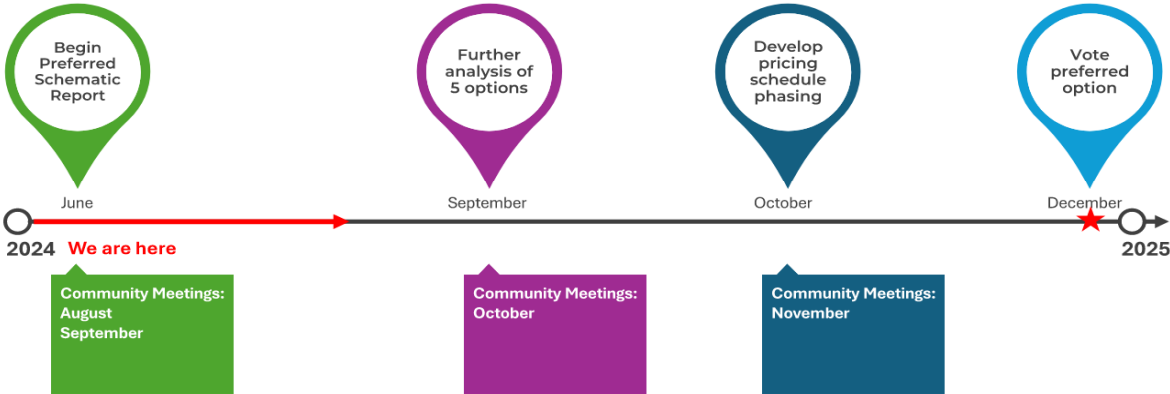 Begin
Preferred
Schematic
Report
Further
analysis of
5 options
Develop
pricing
schedule
phasing
Vote
preferred
option
June
September
October
December
2024
We are here
2025
Community Meetings:
August
September
Community Meetings:
October
Community Meetings:
November